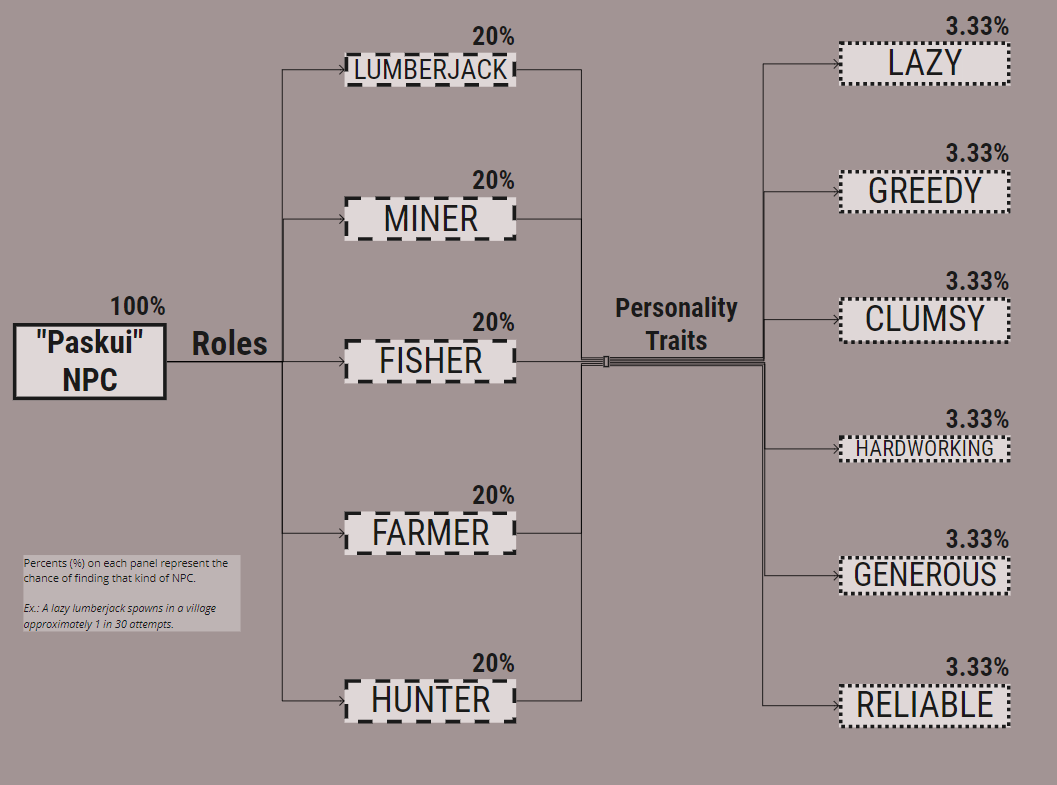 100%
"Paskui"
NPC
Roles
20%
LUMBERJACK
20%
MINER
20%
FISHER
20%
FARMER
20%
HUNTER
Personality
Traits
3.33%
LAZY
3.33%
GREEDY
3.33%
CLUMSY
3.33%
HARDWORKING
3.33%
GENEROUS
3.33%
RELIABLE
Percents (%) on each panel represent the
chance of finding that kind of NPC.
Ex.: A lazy lumberjack spawns in a village
approximately 1 in 30 attempts.